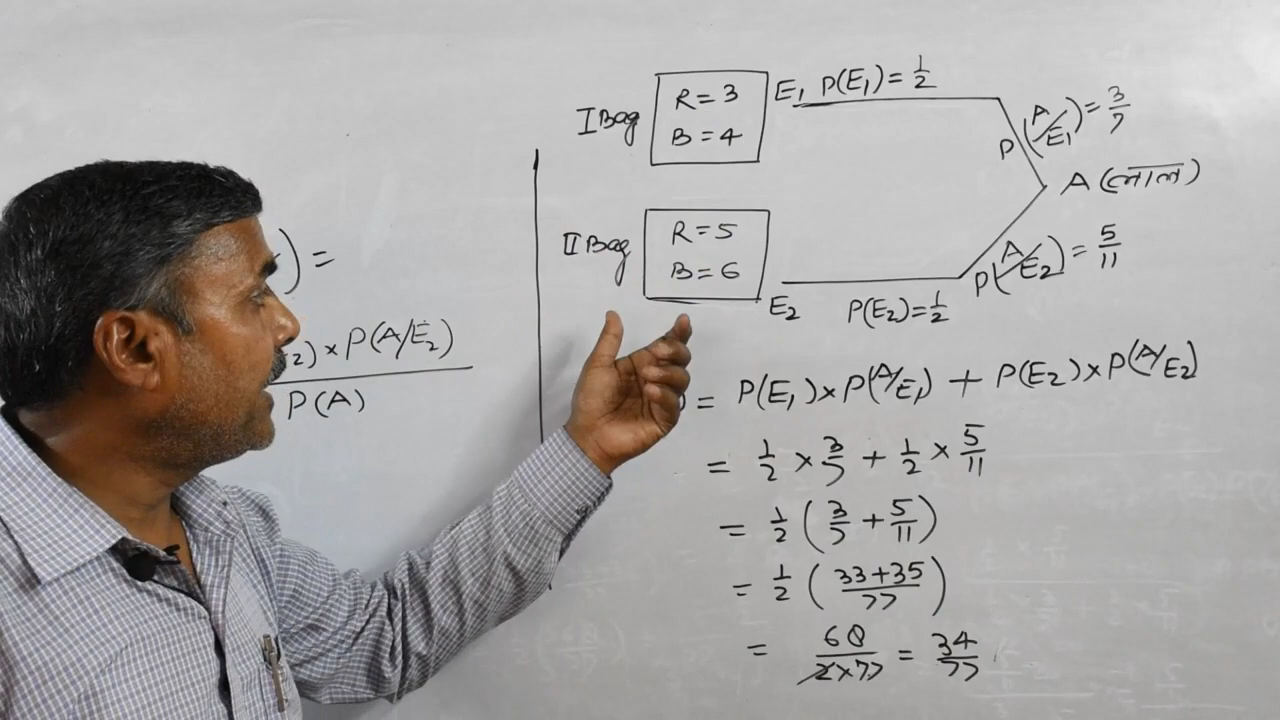 ) =
2) × P(A/E2)
P(A)
I Bag
R = 3
B = 4
E1 P(E1) = 1/2
P(A/E1) = 3/7
A (लाल)
II Bag
R = 5
B = 6
E2 P(E2) = 1/2
P(A/E2) = 5/11
= P(E1) × P(A/E1) + P(E2) × P(A/E2)
= 1/2 × 3/7 + 1/2 × 5/11
= 1/2 (3/7 + 5/11)
= 1/2 (33+35/77)
= 68/2×77 = 34/77